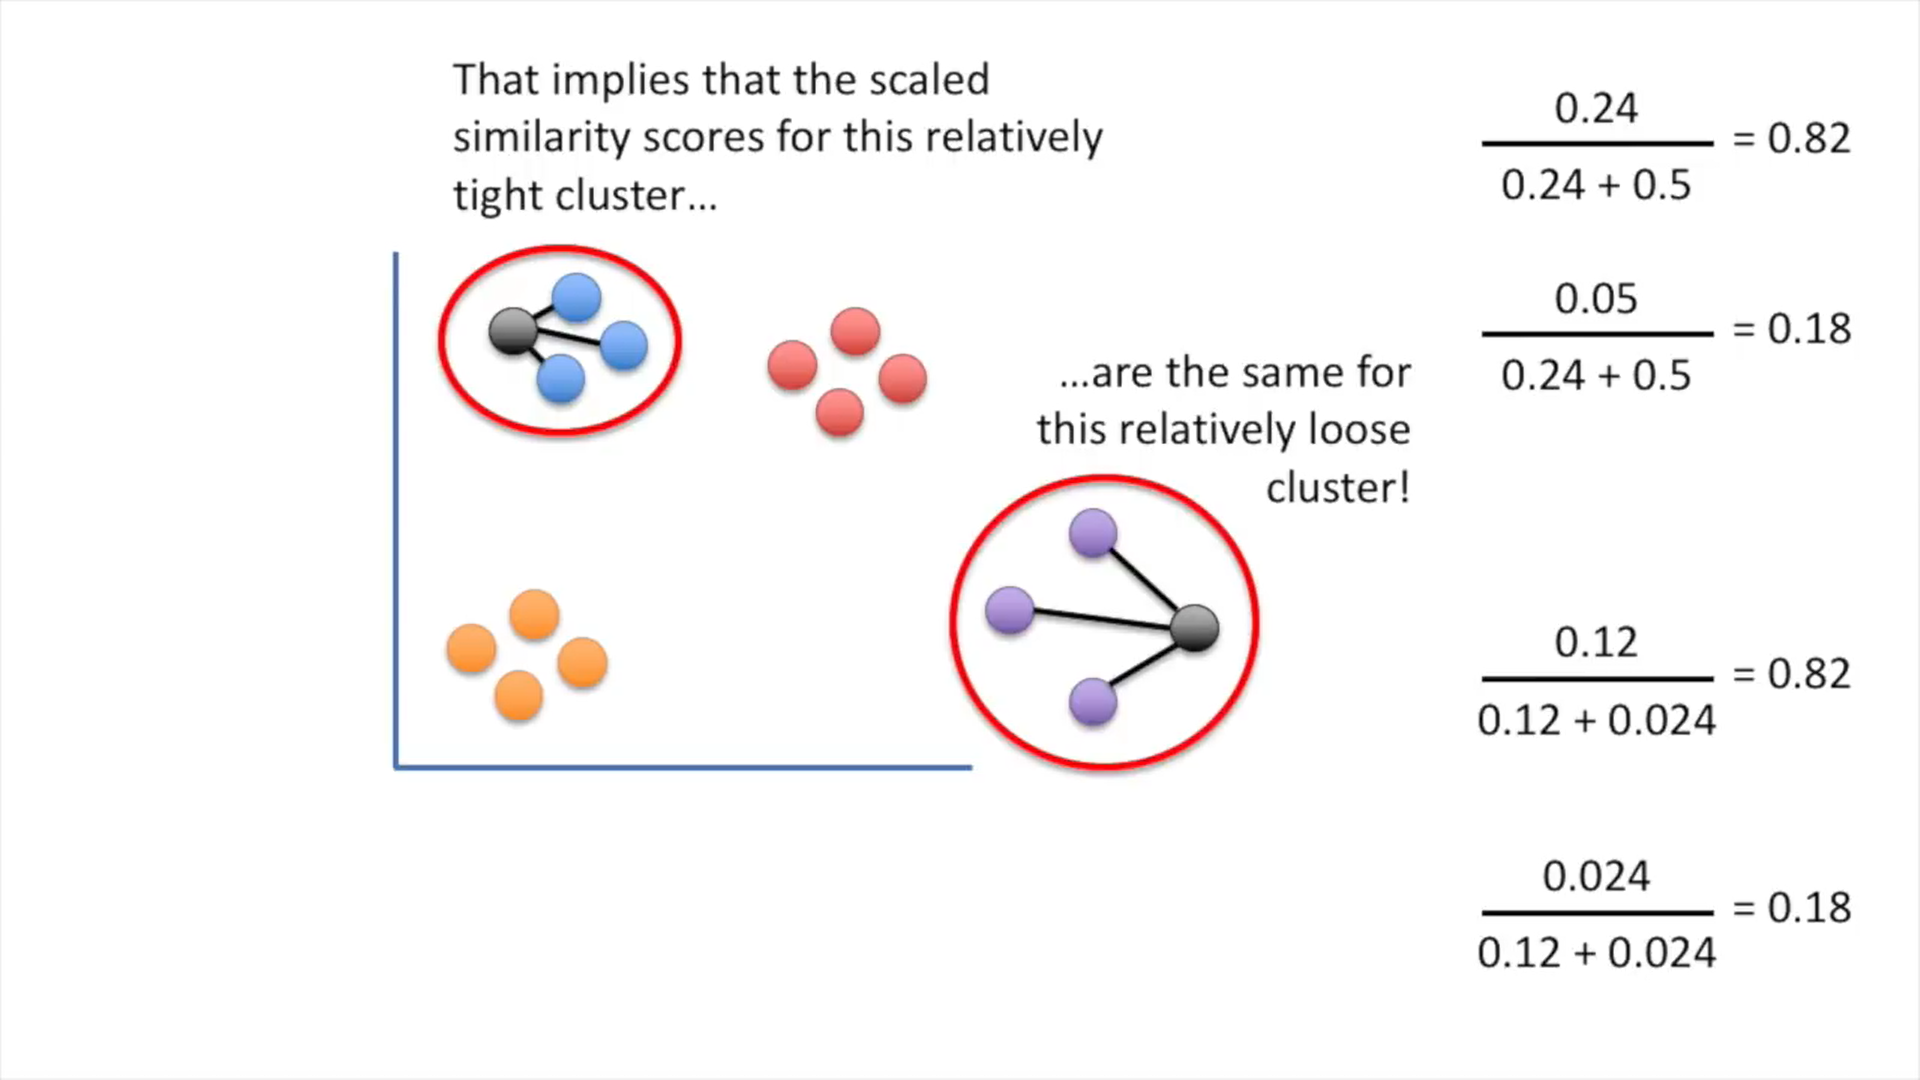 That implies that the scaled
similarity scores for this relatively
tight cluster...
...are the same for
this relatively loose
cluster!
0.24
0.24 + 0.5
= 0.82
0.05
0.24 + 0.5
= 0.18
0.12
0.12 + 0.024
= 0.82
0.024
0.12 + 0.024
= 0.18